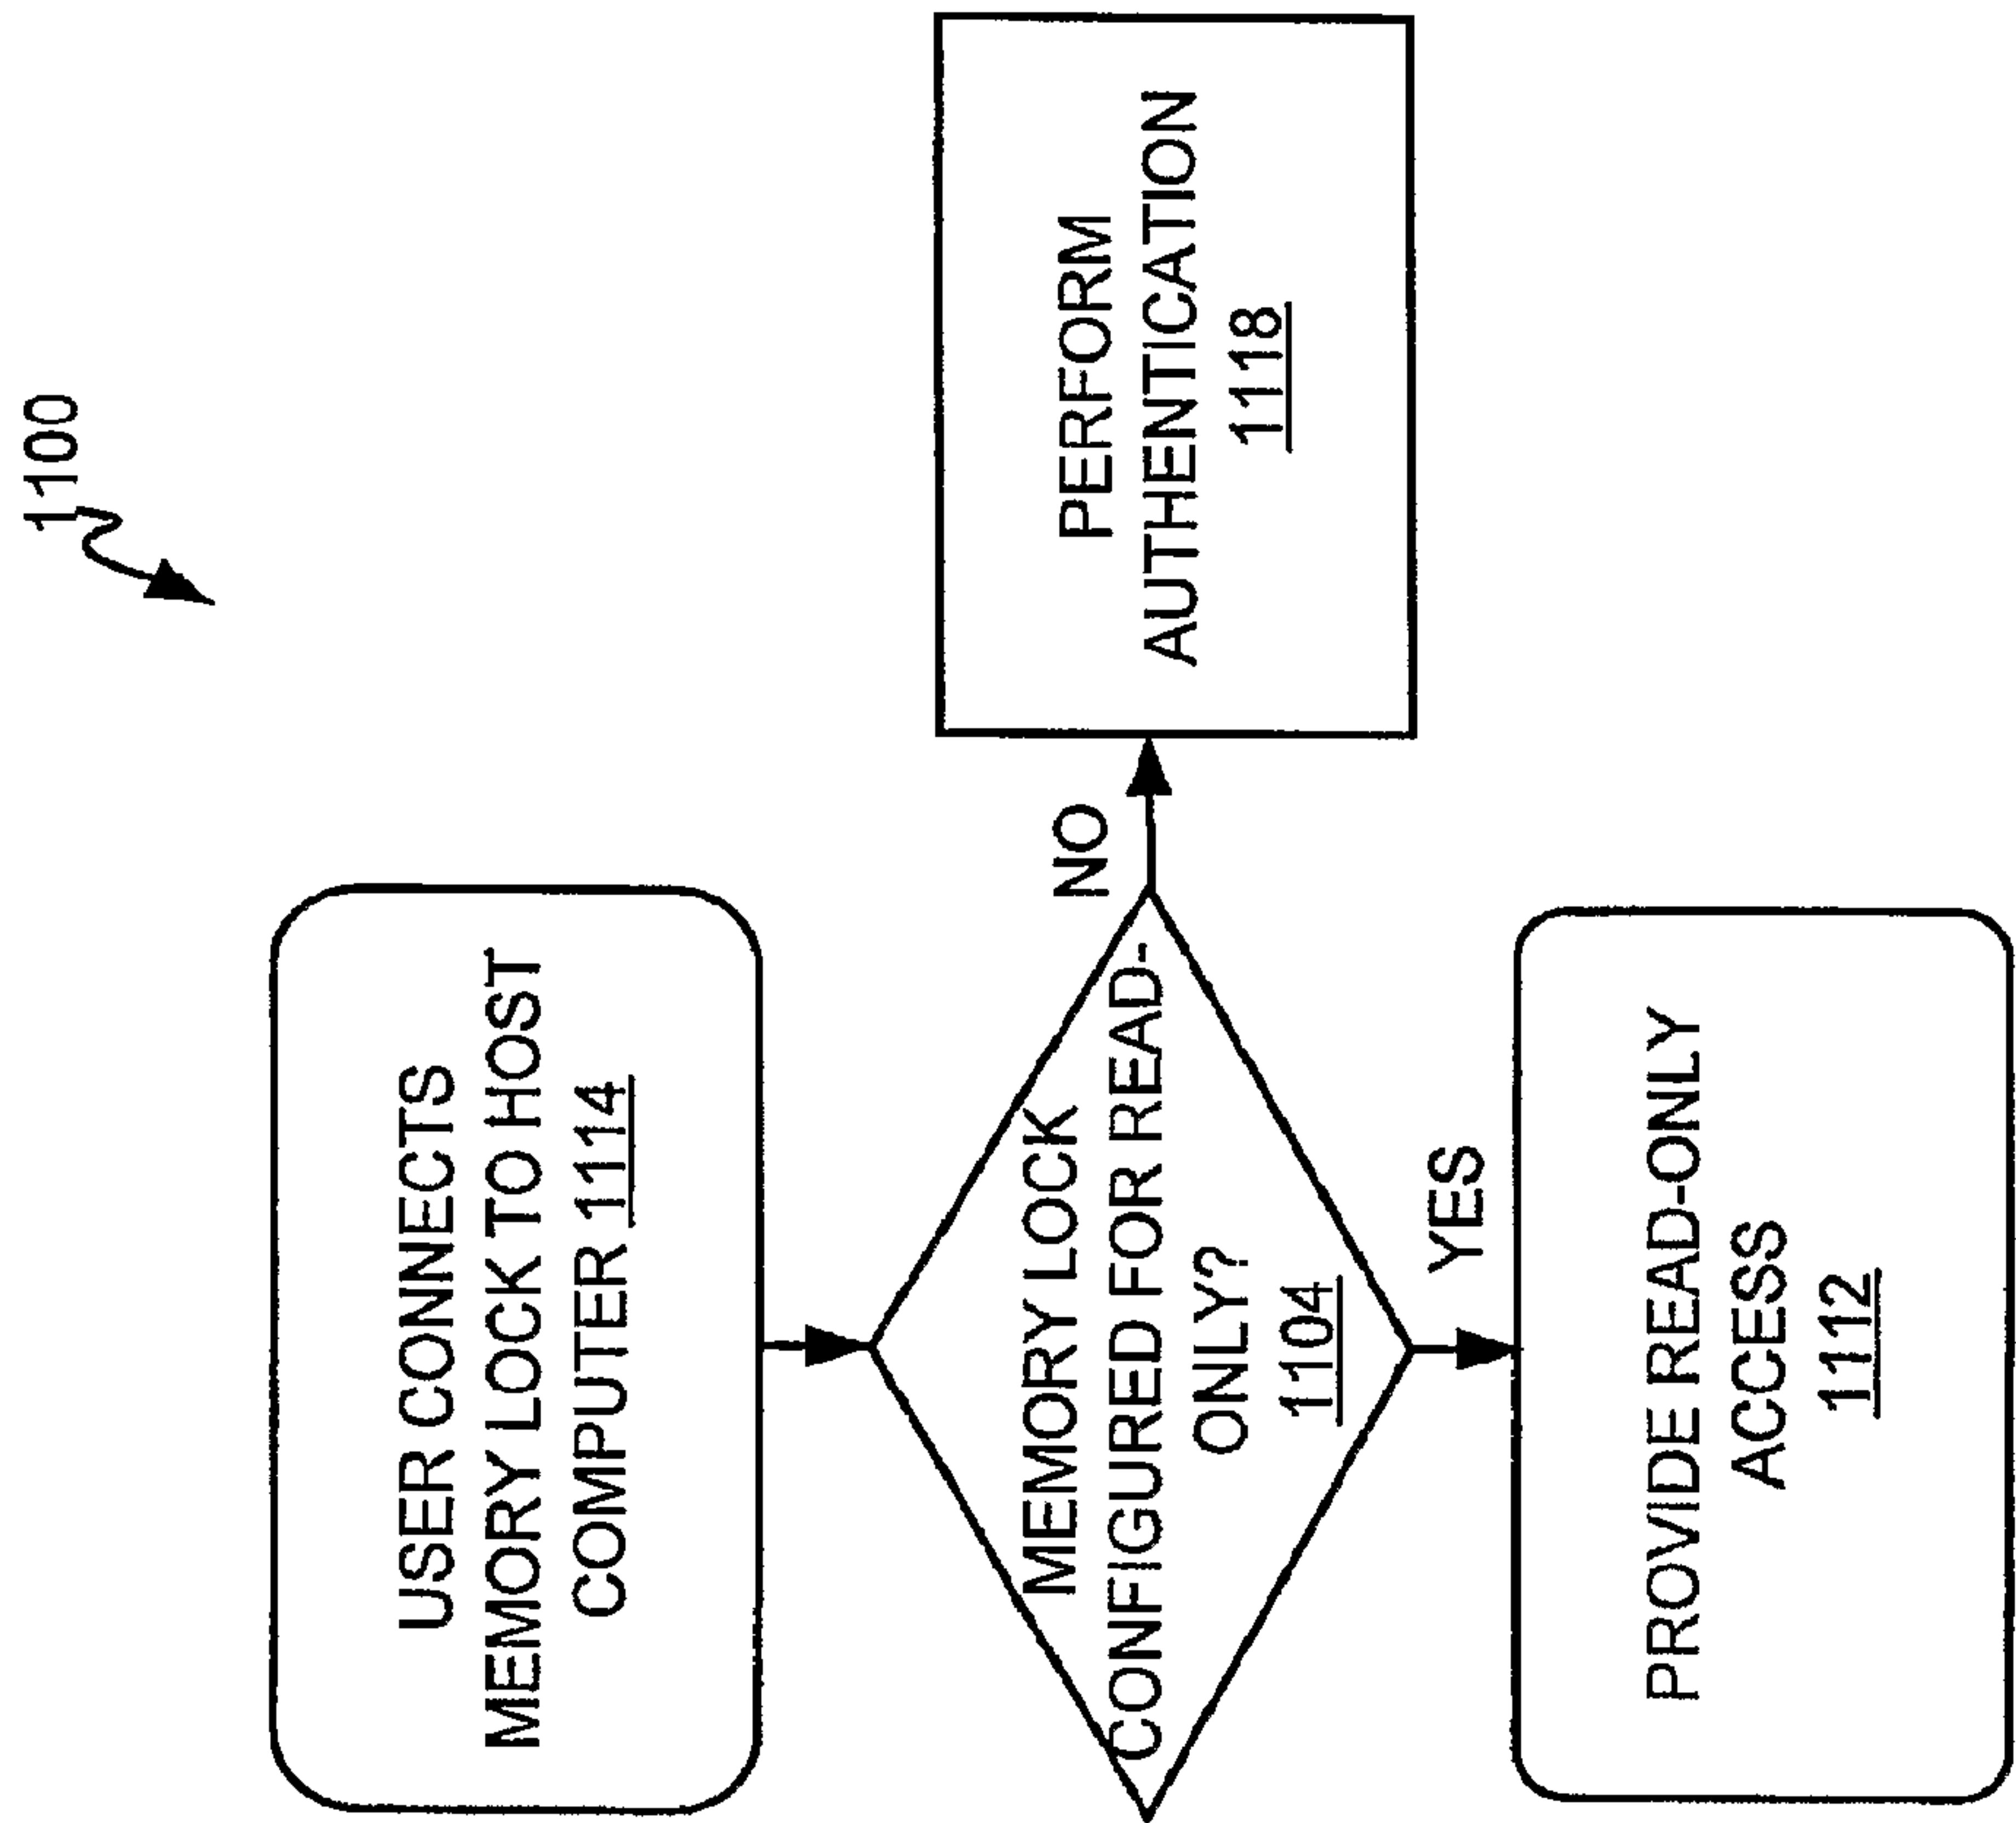 1100
USER CONNECTS
MEMORY LOCK TO HOST
COMPUTER 1114
MEMORY LOCK
CONFIGURED FOR READ-
ONLY?
1104
NO
PERFORM
AUTHENTICATION
1118
YES
PROVIDE READ-ONLY
ACCESS
1112